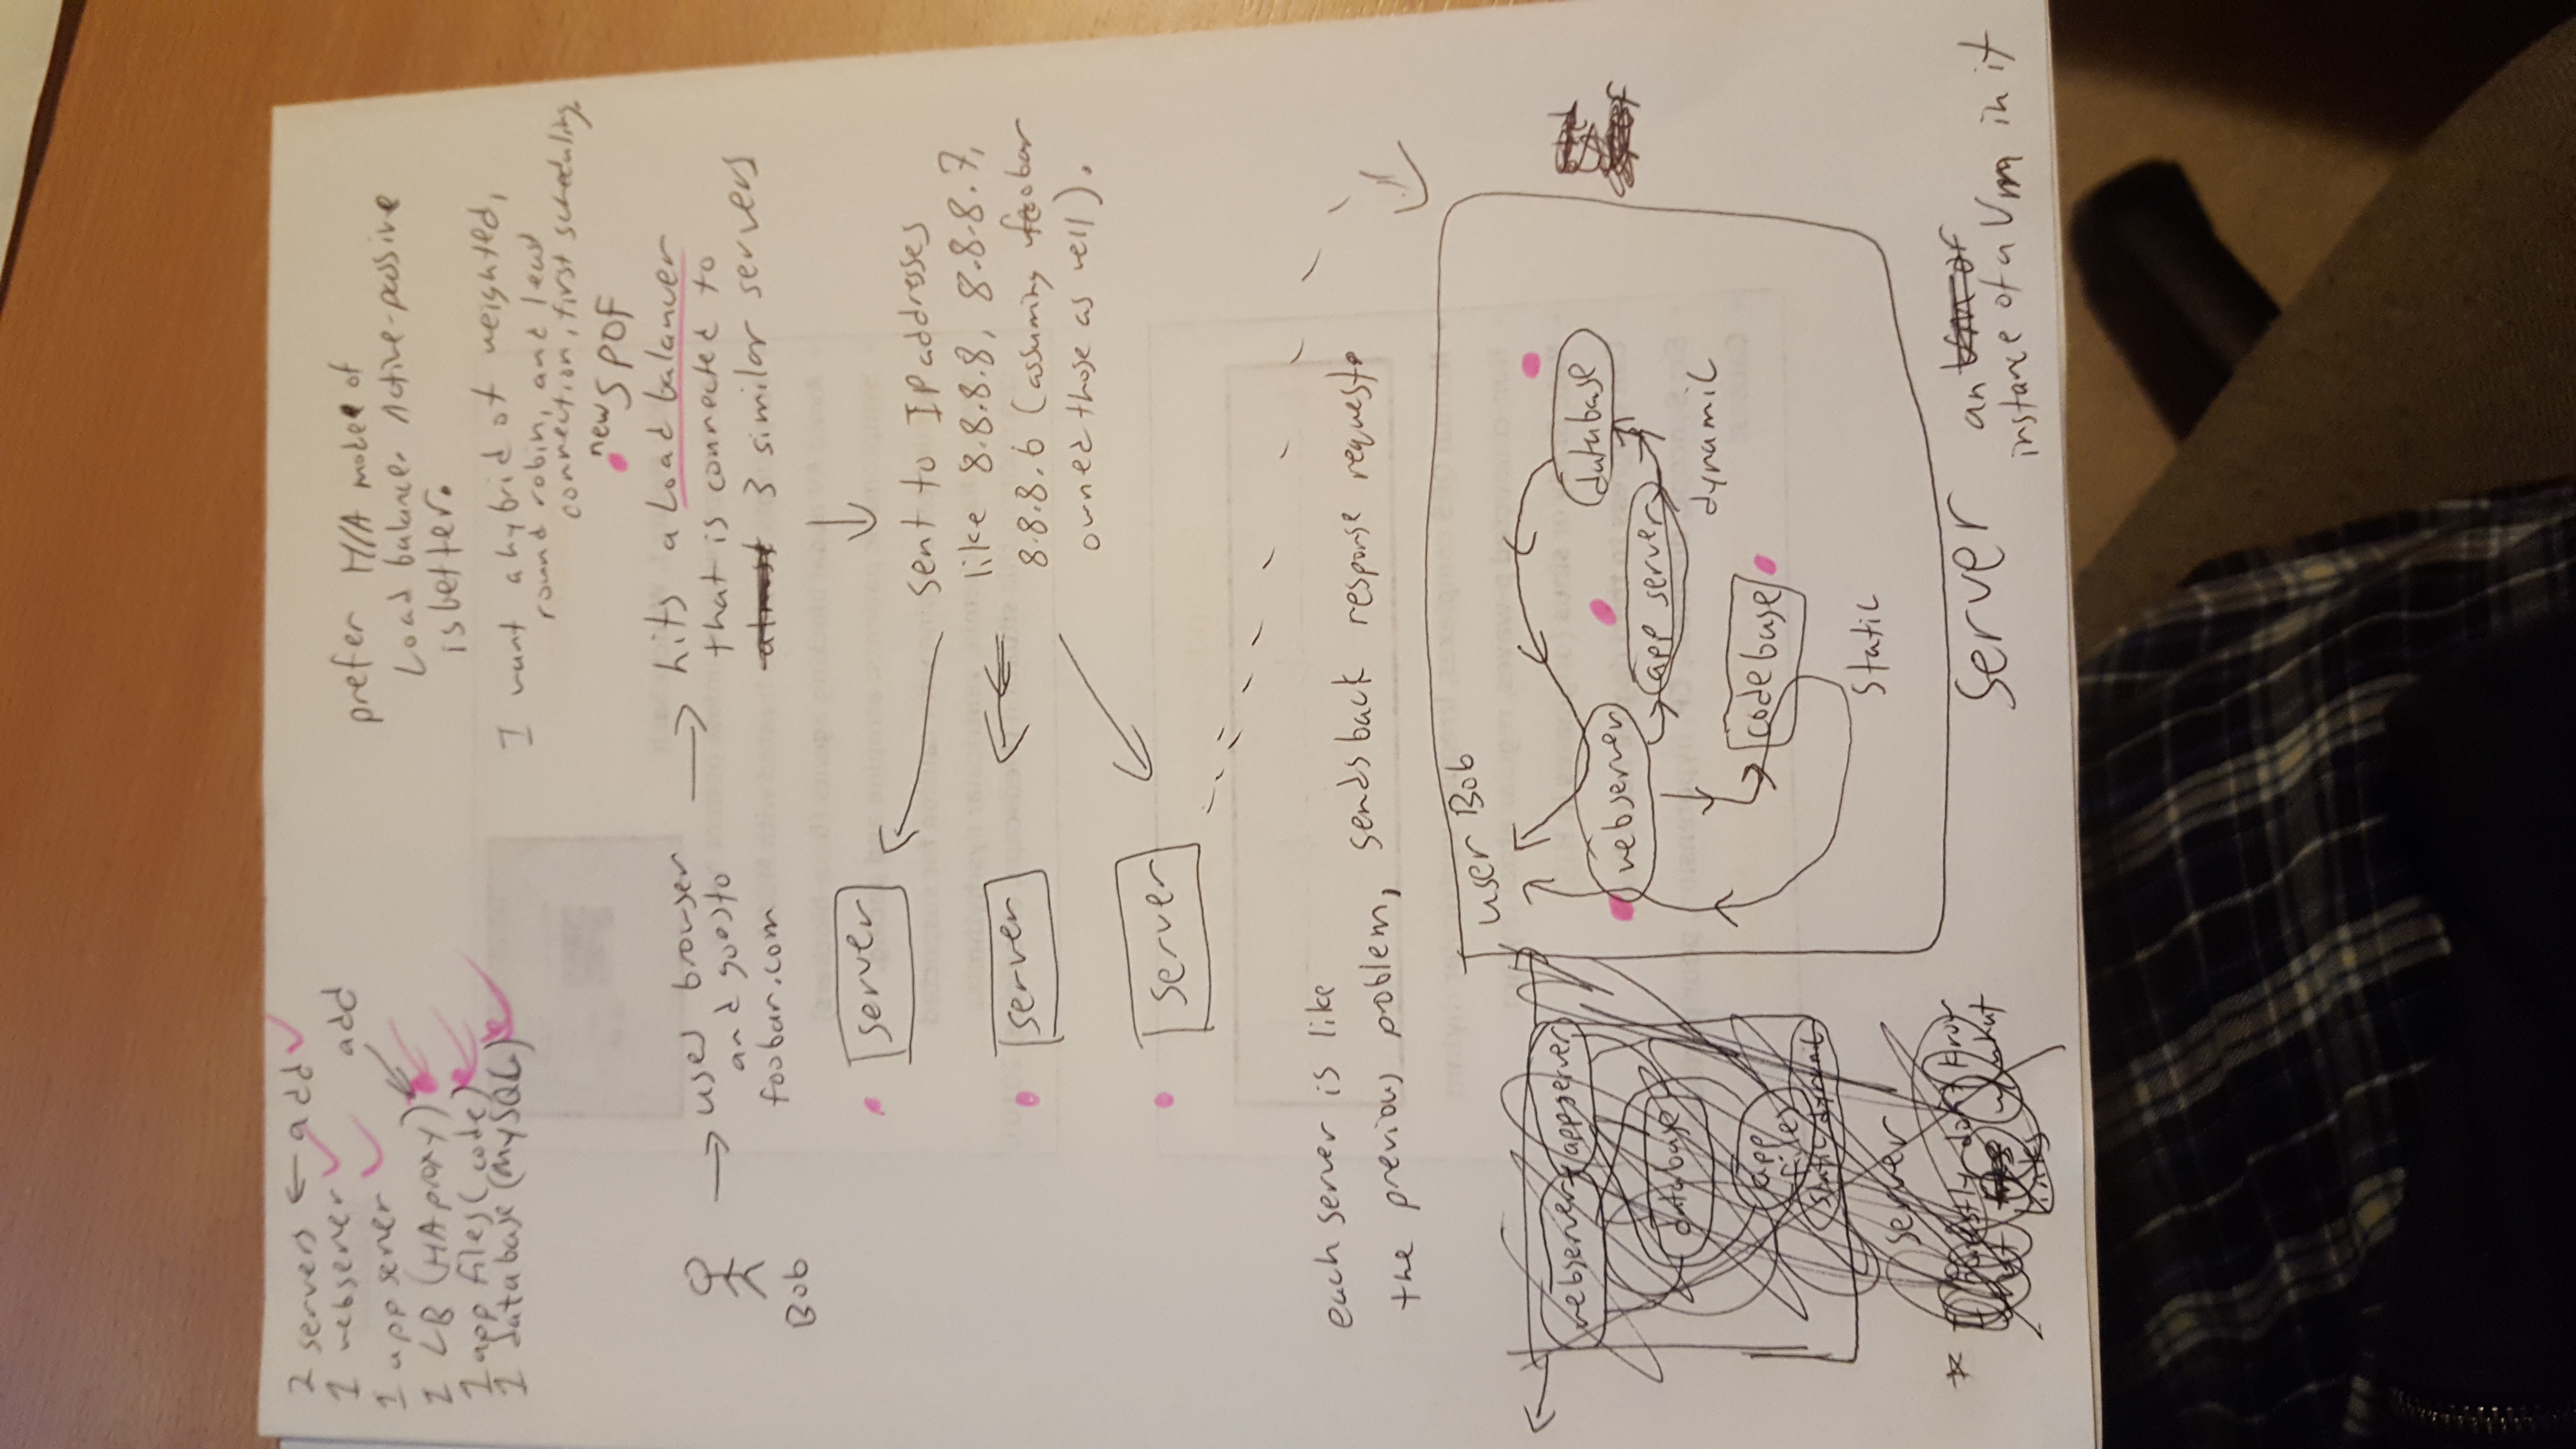 2 servers ← add ✓
1 webserver ✓
add
1 app server ✓
1 LB (HAproxy)
1 app files (code)
1 database (MySQL)
prefer H/A model of
Load balancer Active-passive
is better.
I want a hybrid of weighted,
round robin, and least
connection, first scheduling.
new SPOF
Bob
→ uses browser
and goes to
foobar.com
→ hits a Load balancer
that is connected to
3 similar servers
server
server
server
sent to IP addresses
like 8.8.8.8, 8.8.8.7,
8.8.8.6 (assuming foobar
owned those as well).
each server is like
the previous problem, sends back response requests
webserver
appserver
database
app
files
static dynamic
server
* I honestly don't know
what
links
user Bob
webserver
app server
database
dynamic
codebase
static
server
an VM or
instance of a Vm in it